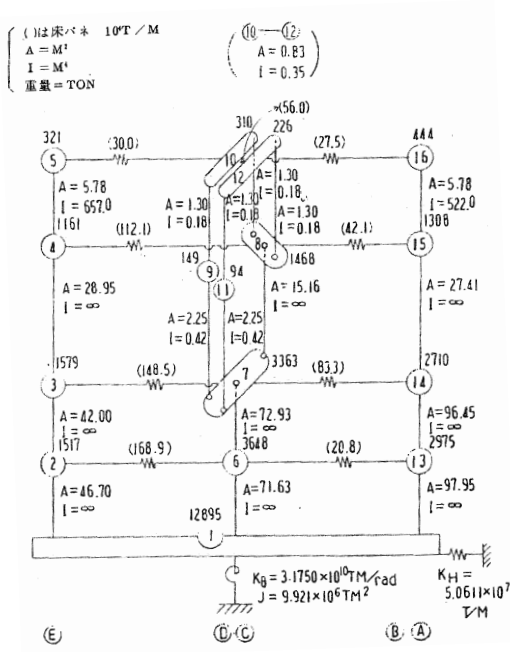 ( )は床バネ 10⁴T/M
A = M²
I = M⁴
重量=TON
⑩—⑫
A=0.83
I=0.35
310
(56.0)
226
321
(30.0)
(27.5)
444
5
10
12
16
A=5.78
I=657.0
A=1.30
I=0.18
A=1.30
I=0.18
A=1.30
I=0.18
A=1.30
I=0.18
A=5.78
I=522.0
1161
(112.1)
(42.1)
1308
4
8
15
149
9
94
11
1468
A=28.95
I=∞
A=15.16
I=∞
A=27.41
I=∞
A=2.25
I=0.42
A=2.25
I=0.42
1579
(148.5)
3363
(83.3)
2710
3
7
14
A=42.00
I=∞
A=72.93
I=∞
A=96.45
I=∞
1517
(168.9)
3648
(20.8)
2975
2
6
13
A=46.70
I=∞
A=71.63
I=∞
A=97.95
I=∞
12895
1
Kθ=3.1750×10¹⁰TM/rad
J=9.921×10⁶TM²
KH=
5.0611×10⁷
T/M
Ⓔ
Ⓓ-Ⓒ
Ⓑ Ⓐ